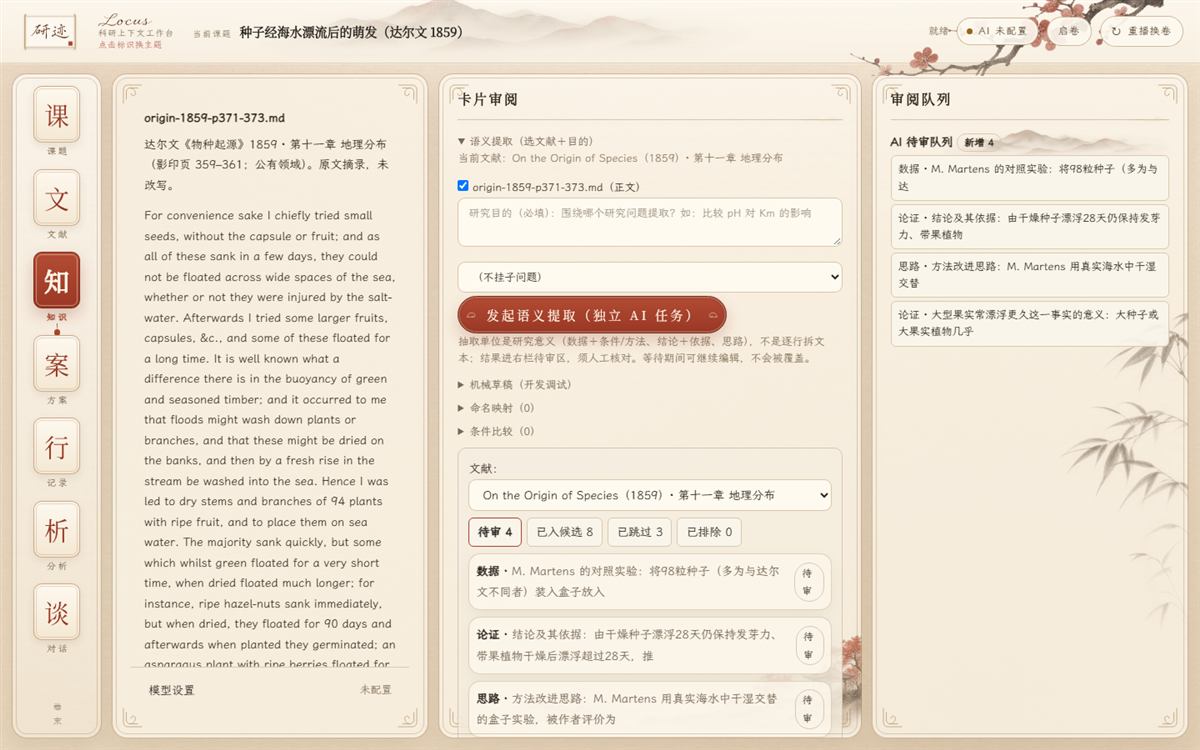 研迹
Locus
科研上下文工作台
点击标识换主题
当前课题 种子经海水漂流后的萌发（达尔文 1859）
就绪
AI 未配置
启卷
↻ 重播换卷
课
课题
文
文献
知
知识
案
方案
行
记录
析
分析
谈
对话
origin-1859-p371-373.md
达尔文《物种起源》1859·第十一章 地理分布
（影印页 359–361；公有领域）。原文摘录，未
改写。
For convenience sake I chiefly tried small
seeds, without the capsule or fruit; and as
all of these sank in a few days, they could
not be floated across wide spaces of the sea,
whether or not they were injured by the salt-
water. Afterwards I tried some larger fruits,
capsules, &c., and some of these floated for
a long time. It is well known what a
difference there is in the buoyancy of green
and seasoned timber; and it occurred to me
that floods might wash down plants or
branches, and that these might be dried on
the banks, and then by a fresh rise in the
stream be washed into the sea. Hence I was
led to dry stems and branches of 94 plants
with ripe fruit, and to place them on sea
water. The majority sank quickly, but some
which whilst green floated for a very short
time, when dried floated much longer; for
instance, ripe hazel-nuts sank immediately,
but when dried, they floated for 90 days and
afterwards when planted they germinated; an
asparagus plant with ripe berries floated for
模型设置 未配置
卡片审阅
▼ 语义提取（选文献＋目的）
当前文献：On the Origin of Species（1859）·第十一章 地理分布
origin-1859-p371-373.md（正文）
研究目的（必填）：围绕哪个研究问题提取？如：比较 pH 对 Km 的影响
（不挂子问题）
发起语义提取（独立 AI 任务）
抽取单位是研究意义（数据＋条件/方法、结论＋依据、思路），不是逐行拆文
本；结果进右栏待审区，须人工核对。等待期间可继续编辑，不会被覆盖。
▶ 机械草稿（开发调试）
▶ 命名映射（0）
▶ 条件比较（0）
文献：
On the Origin of Species（1859）·第十一章 地理分布
待审 4
已入候选 8
已跳过 3
已排除 0
数据·M. Martens 的对照实验：将98粒种子（多为与达尔
文不同者）装入盒子放入
待
审
论证·结论及其依据：由干燥种子漂浮28天仍保持发芽力、
带果植物干燥后漂浮超过28天，推
待
审
思路·方法改进思路：M. Martens 用真实海水中干湿交替
的盒子实验，被作者评价为
待
审
审阅队列
AI 待审队列 新增 4
数据·M. Martens 的对照实验：将98粒种子（多为与
达
论证·结论及其依据：由干燥种子漂浮28天仍保持发芽
力、带果植物
思路·方法改进思路：M. Martens 用真实海水中干湿
交替
论证·大型果实常漂浮更久这一事实的意义：大种子或
大果实植物几乎